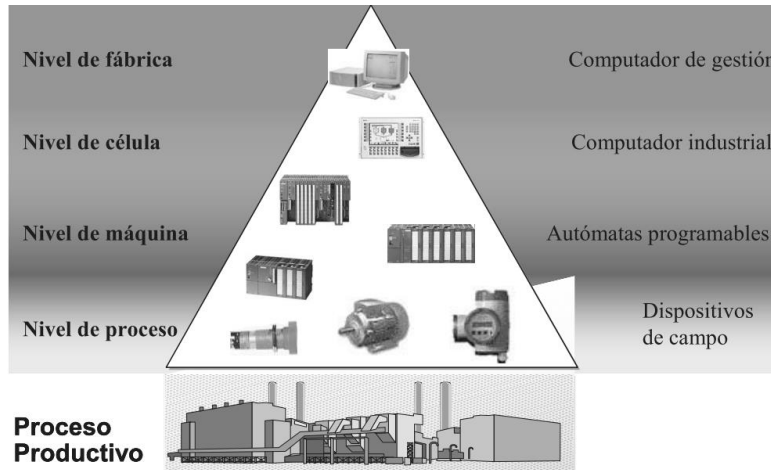 Nivel de fábrica
Computador de gestión
Nivel de célula
Computador industrial
Nivel de máquina
Autómatas programables
Nivel de proceso
Dispositivos
de campo
Proceso
Productivo